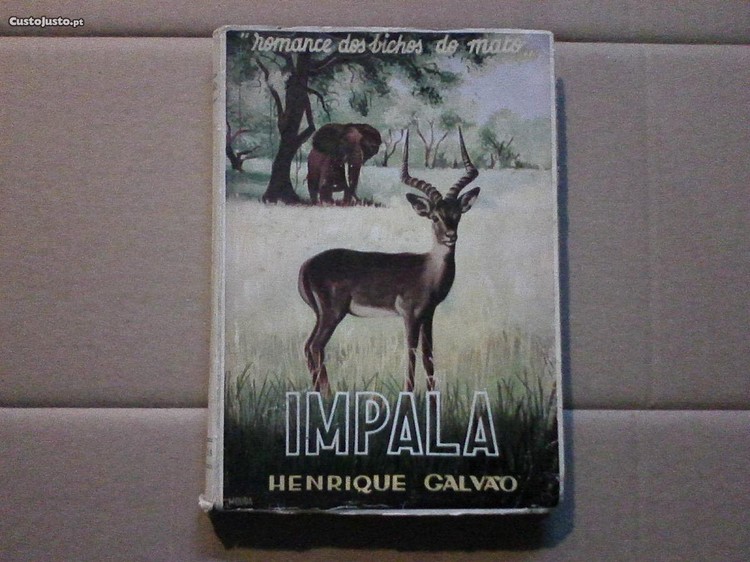 CustoJusto.pt
"romance dos bichos do mato...
IMPALA
HENRIQUE GALVÃO